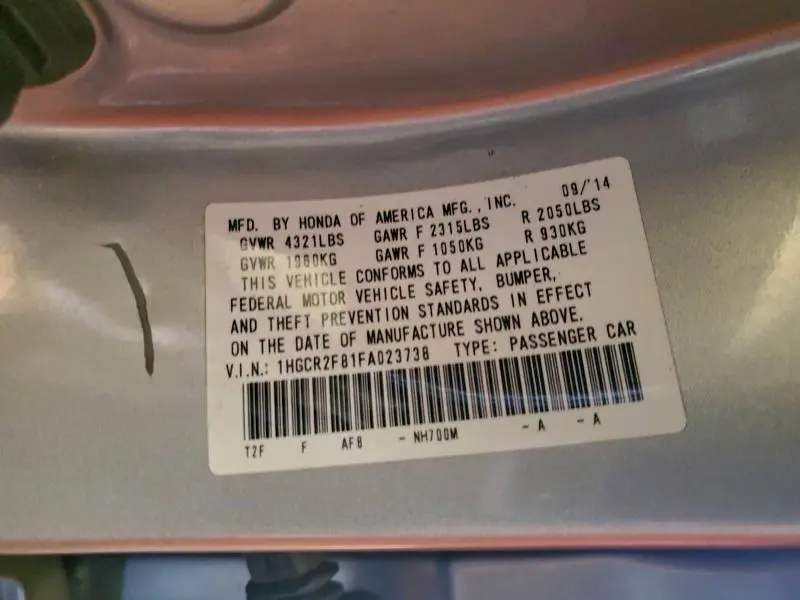 MFD. BY HONDA OF AMERICA MFG., INC. 09/'14
GVWR 4321LBS GAWR F 2315LBS R 2050LBS
GVWR 1960KG GAWR F 1050KG R 930KG
THIS VEHICLE CONFORMS TO ALL APPLICABLE
FEDERAL MOTOR VEHICLE SAFETY, BUMPER,
AND THEFT PREVENTION STANDARDS IN EFFECT
ON THE DATE OF MANUFACTURE SHOWN ABOVE.
V.I.N.: 1HGCR2F81FA023738 TYPE: PASSENGER CAR
T2F F AF8 - NH700M - A - A